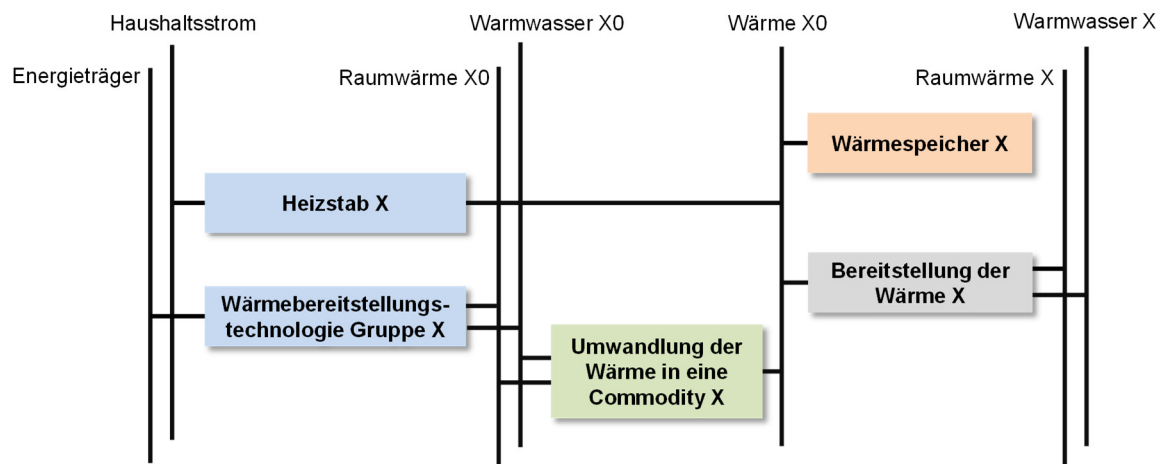 Haushaltsstrom
Warmwasser X0
Wärme X0
Warmwasser X
Energieträger
Raumwärme X0
Raumwärme X
Wärmespeicher X
Heizstab X
Bereitstellung der
Wärme X
Wärmebereitstellungs-
technologie Gruppe X
Umwandlung der
Wärme in eine
Commodity X